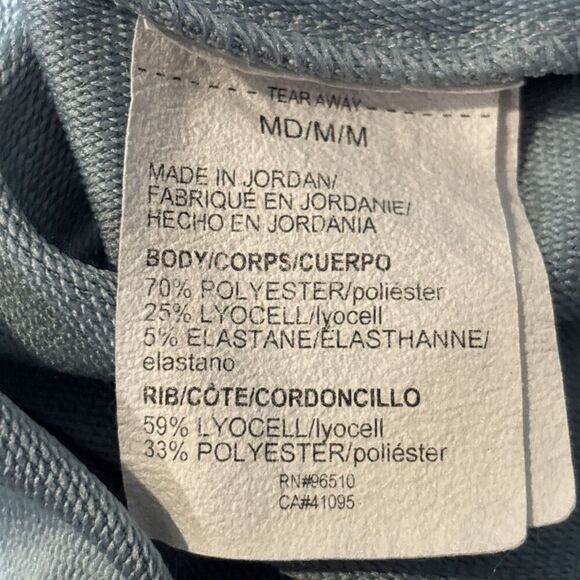 TEAR AWAY
MD/M/M
MADE IN JORDAN/
FABRIQUÉ EN JORDANIE/
HECHO EN JORDANIA
BODY/CORPS/CUERPO
70% POLYESTER/poliéster
25% LYOCELL/lyocell
5% ELASTANE/ÉLASTHANNE/
elastano
RIB/CÔTE/CORDONCILLO
59% LYOCELL/lyocell
33% POLYESTER/poliéster
RN#96510
CA#41095